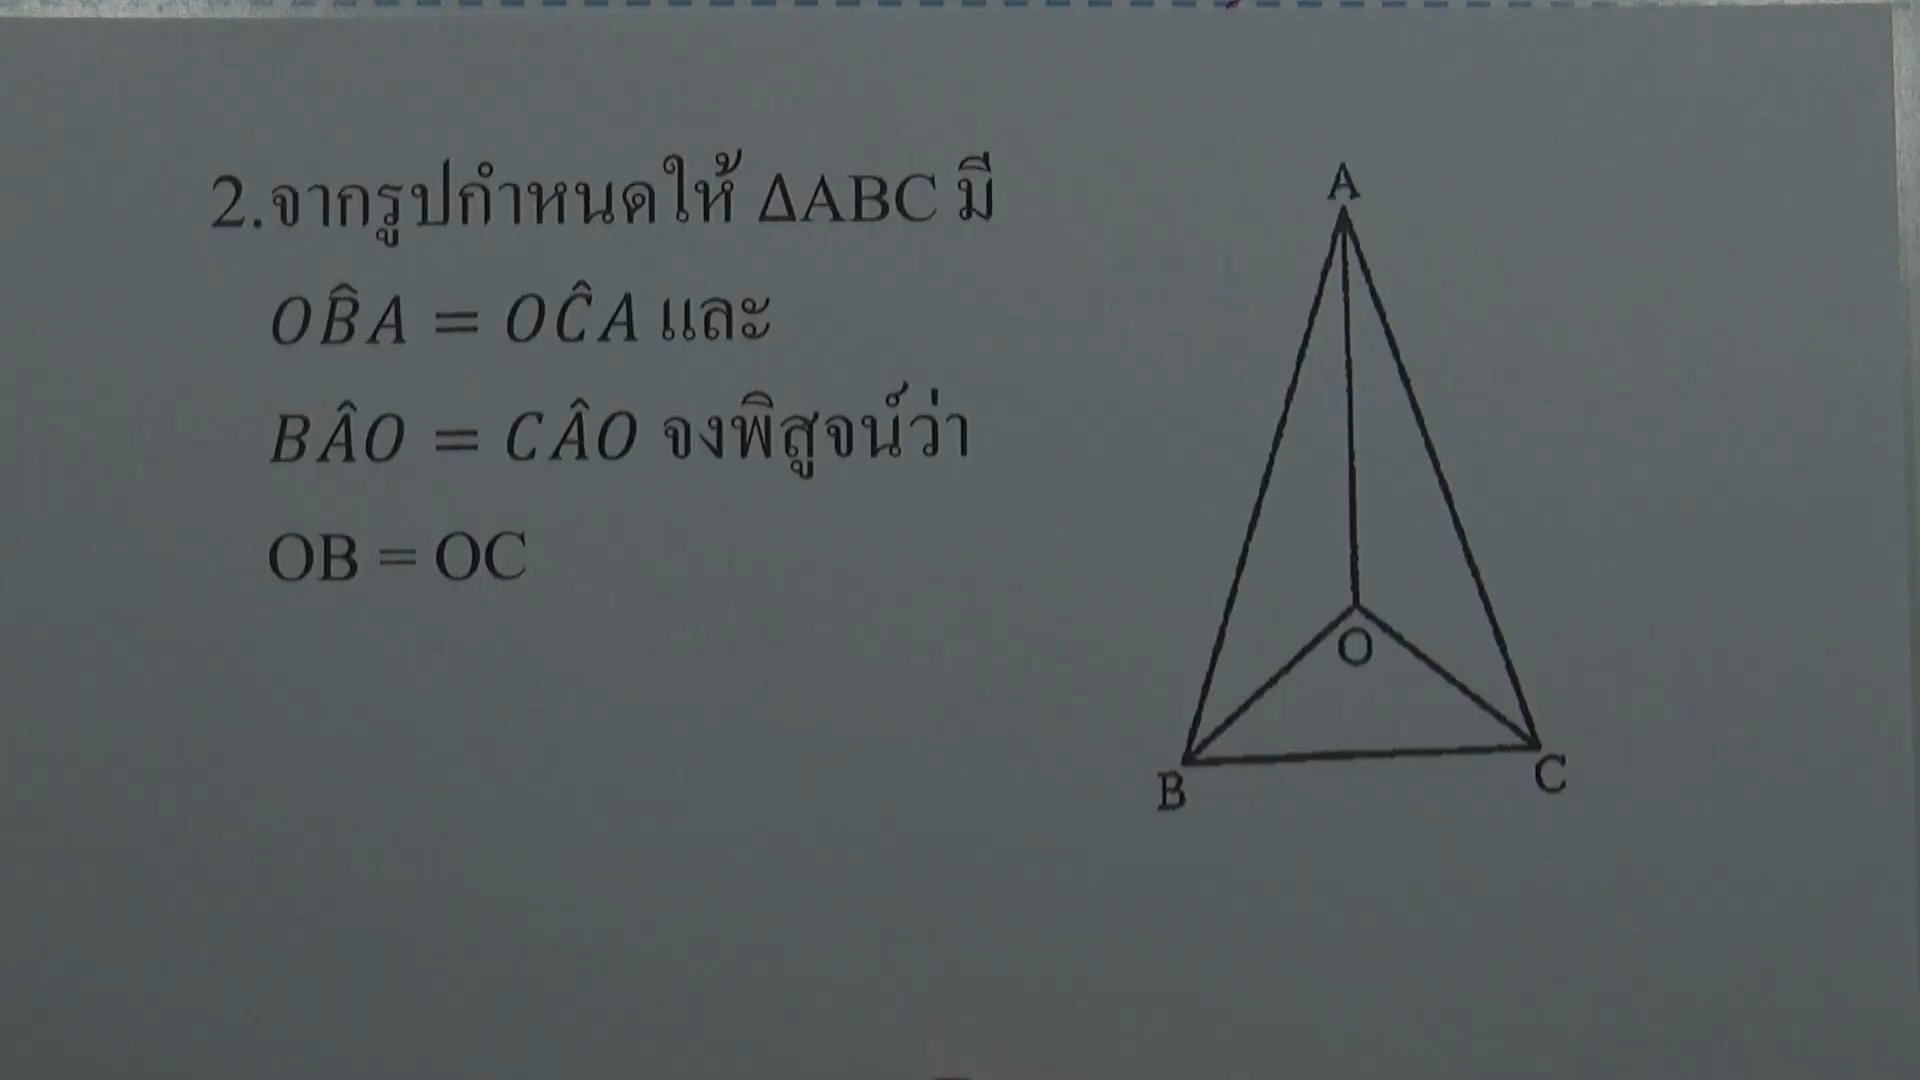 2.จากรูปกำหนดให้ ΔABC มี
OB̂A = OĈA และ
BÂO = CÂO จงพิสูจน์ว่า
OB = OC
A
O
B
C